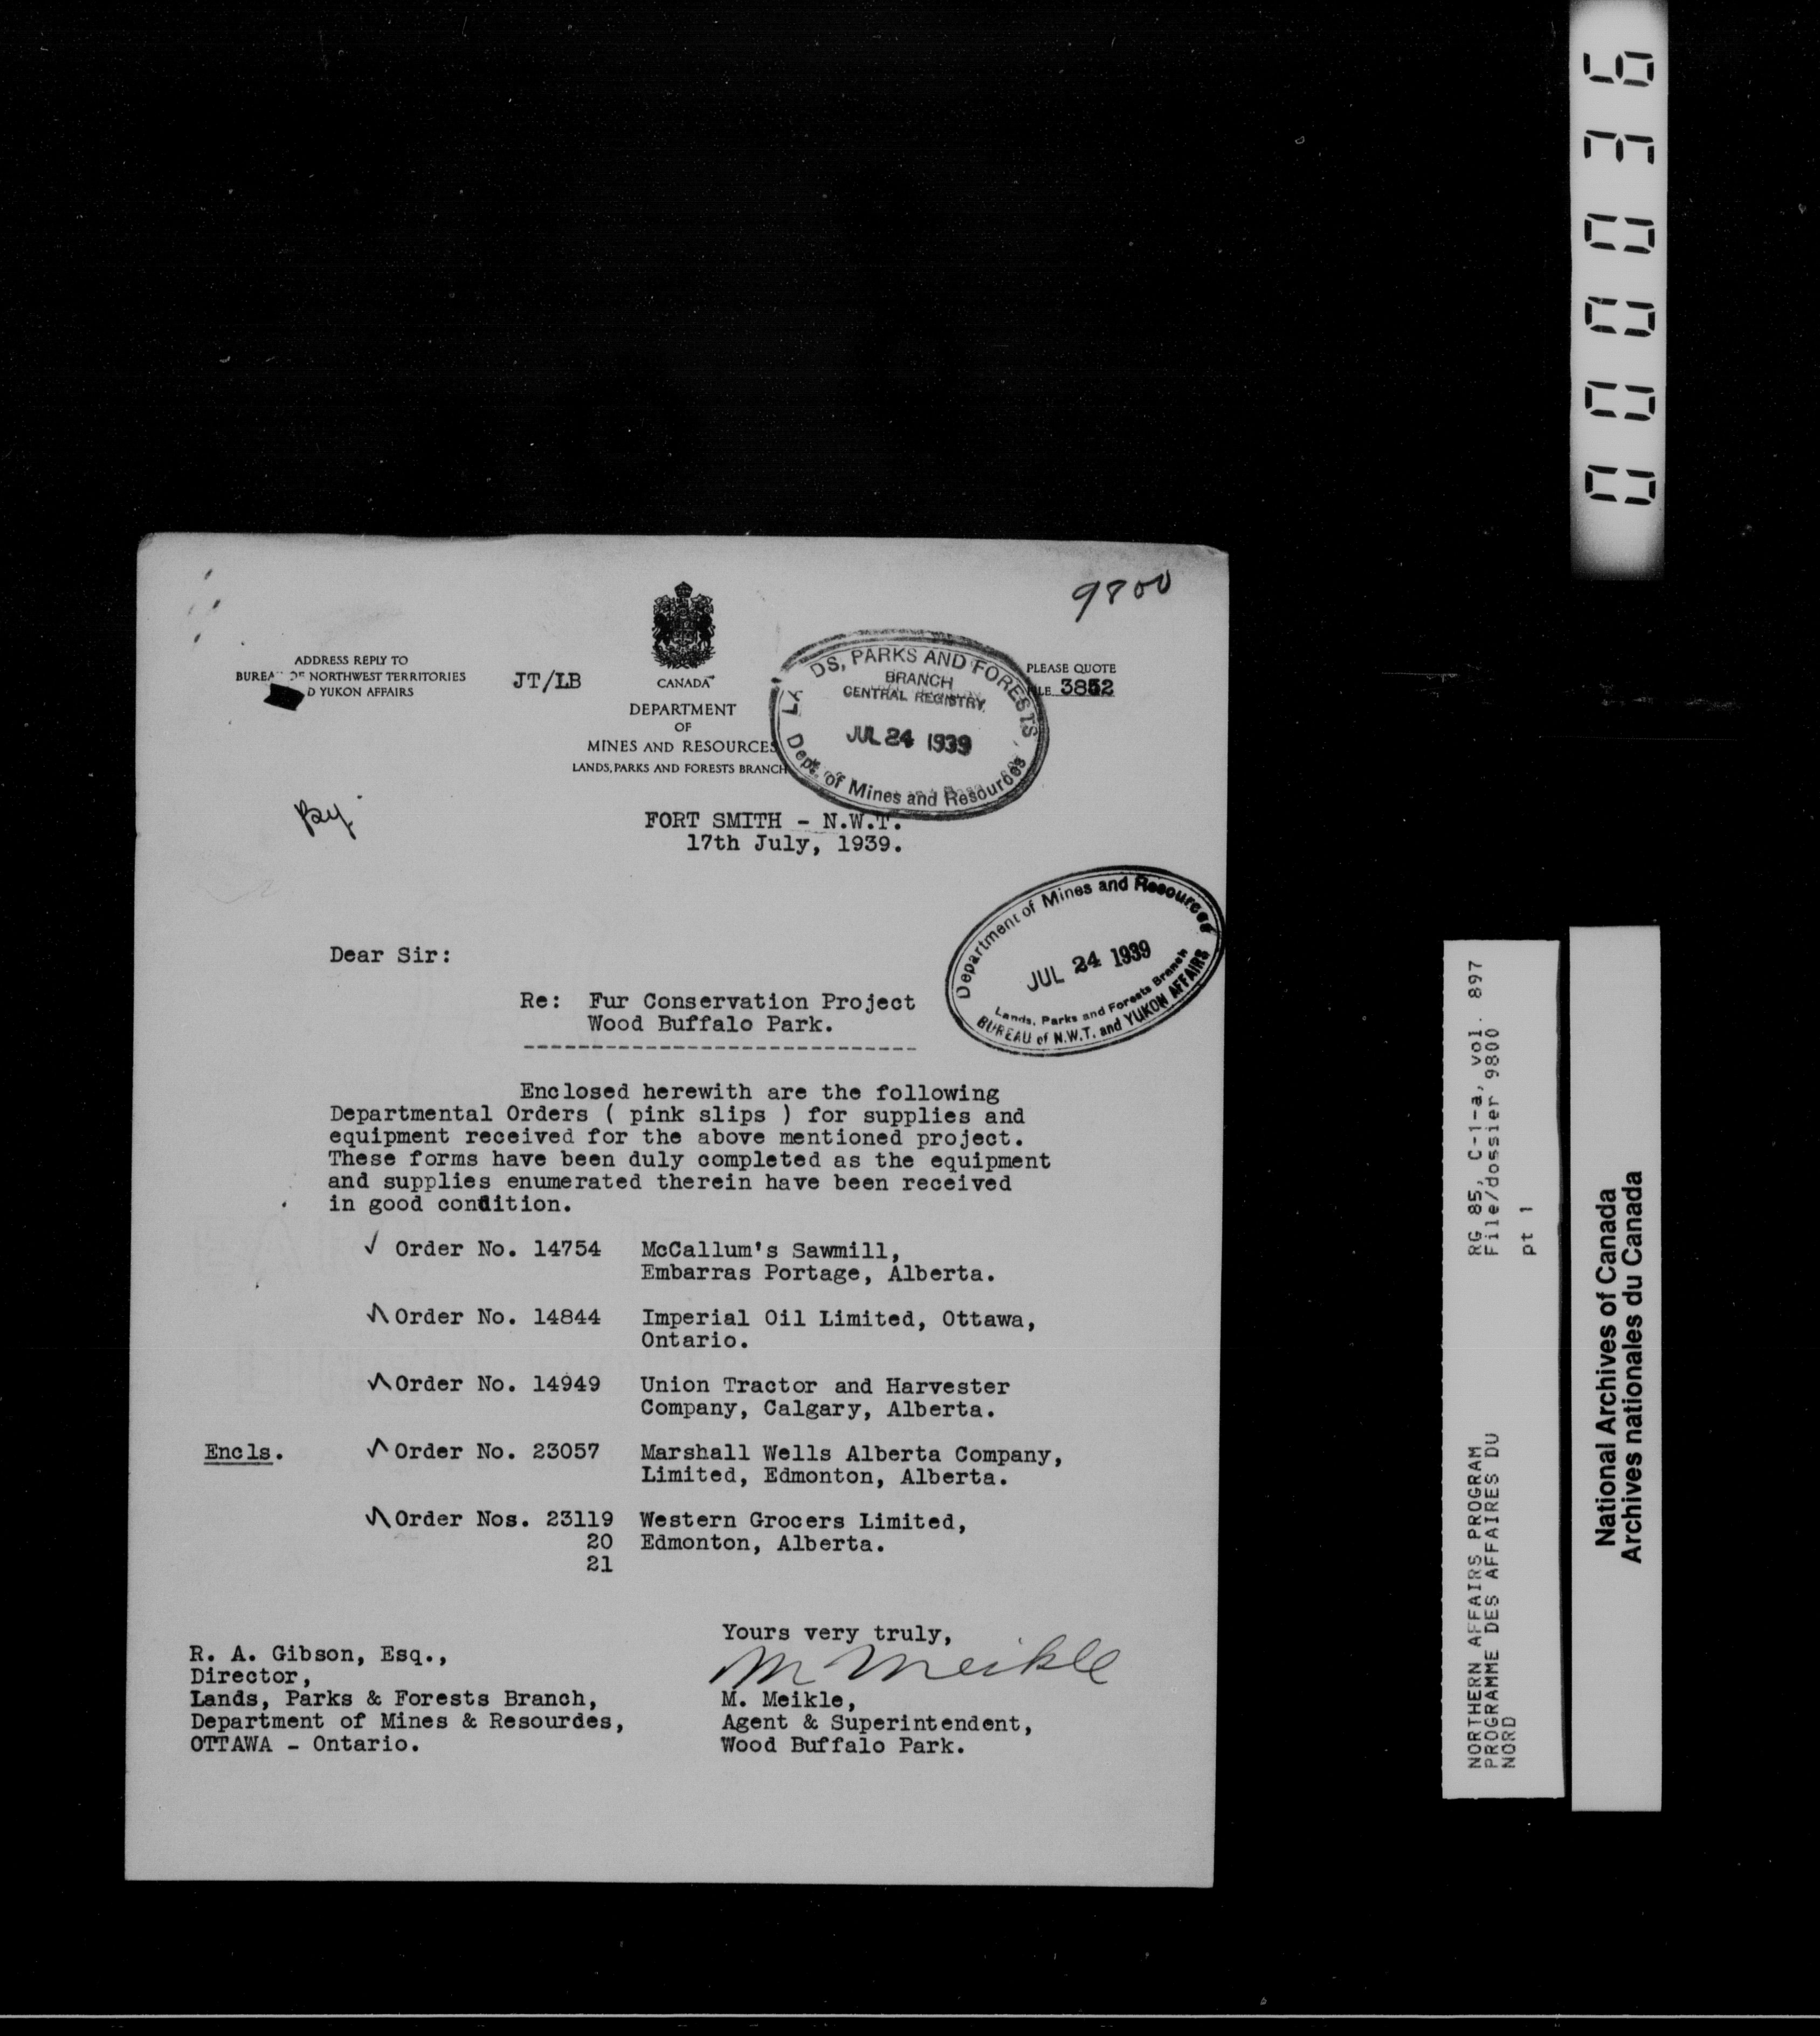 9800
ADDRESS REPLY TO
BUREAU OF NORTHWEST TERRITORIES
D YUKON AFFAIRS
JT/LB
CANADA
DEPARTMENT
OF
MINES AND RESOURCES
LANDS, PARKS AND FORESTS BRANCH
LA DS, PARKS AND FORESTS
BRANCH
CENTRAL REGISTRY
JUL 24 1939
Dept. of Mines and Resources
PLEASE QUOTE
FILE 3852
By.
FORT SMITH - N.W.T.
17th July, 1939.
Department of Mines and Resources
JUL 24 1939
Lands, Parks and Forests Branch
BUREAU of N.W.T. and YUKON AFFAIRS
Dear Sir:
Re: Fur Conservation Project
Wood Buffalo Park.
-----------------------------
Enclosed herewith are the following
Departmental Orders ( pink slips ) for supplies and
equipment received for the above mentioned project.
These forms have been duly completed as the equipment
and supplies enumerated therein have been received
in good condition.
✓ Order No. 14754 McCallum's Sawmill,
Embarras Portage, Alberta.
✓ Order No. 14844 Imperial Oil Limited, Ottawa,
Ontario.
✓ Order No. 14949 Union Tractor and Harvester
Company, Calgary, Alberta.
Encls. ✓ Order No. 23057 Marshall Wells Alberta Company,
Limited, Edmonton, Alberta.
✓ Order Nos. 23119 Western Grocers Limited,
20 Edmonton, Alberta.
21
Yours very truly,
M Meikle
M. Meikle,
Agent & Superintendent,
Wood Buffalo Park.
R. A. Gibson, Esq.,
Director,
Lands, Parks & Forests Branch,
Department of Mines & Resourdes,
OTTAWA - Ontario.
000036
RG 85, C-1-a, vol. 897
File/dossier 9800
pt 1
NORTHERN AFFAIRS PROGRAM
PROGRAMME DES AFFAIRES DU
NORD
National Archives of Canada
Archives nationales du Canada